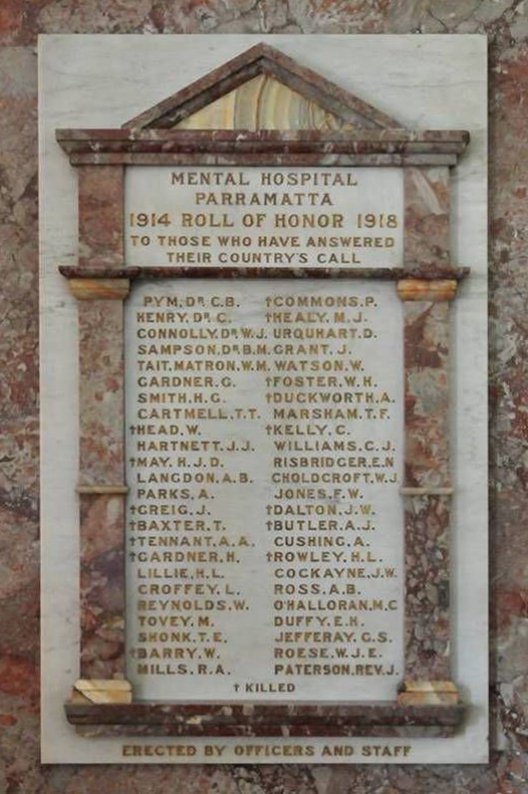 MENTAL HOSPITAL
PARRAMATTA
1914 ROLL OF HONOR 1918
TO THOSE WHO HAVE ANSWERED
THEIR COUNTRY'S CALL
PYM, DR C.B.
HENRY, DR C.
CONNOLLY, DR W.J.
SAMPSON, DR B.M.
TAIT, MATRON, W.M.
GARDNER, G.
SMITH, H.G.
CARTMELL, T.T.
†HEAD, W.
HARTNETT, J.J.
†MAY, H.J.D.
LANGDON, A.B.
PARKS, A.
†GREIG, J.
†BAXTER, T.
†TENNANT, A.A.
†GARDNER, H.
LILLIE, H.L.
CROFFEY, L.
REYNOLDS, W.
TOVEY, M.
SHONK, T.E.
†BARRY, W.
MILLS, R.A.
†COMMONS, P.
†HEALY, M.J.
URQUHART, D.
GRANT, J.
WATSON, W.
†FOSTER, W.H.
†DUCKWORTH, A.
MARSHAM, T.F.
†KELLY, C.
WILLIAMS, C.J.
RISBRIDGER, E.N
CHOLDCROFT, W.J
JONES, F.W.
†DALTON, J.W.
†BUTLER, A.J.
CUSHING, A.
†ROWLEY, H.L.
COCKAYNE, J.W.
ROSS, A.B.
O'HALLORAN, M.C
DUFFY, E.H.
JEFFERAY, G.S.
ROESE, W.J.E.
PATERSON, REV. J.
† KILLED
ERECTED BY OFFICERS AND STAFF